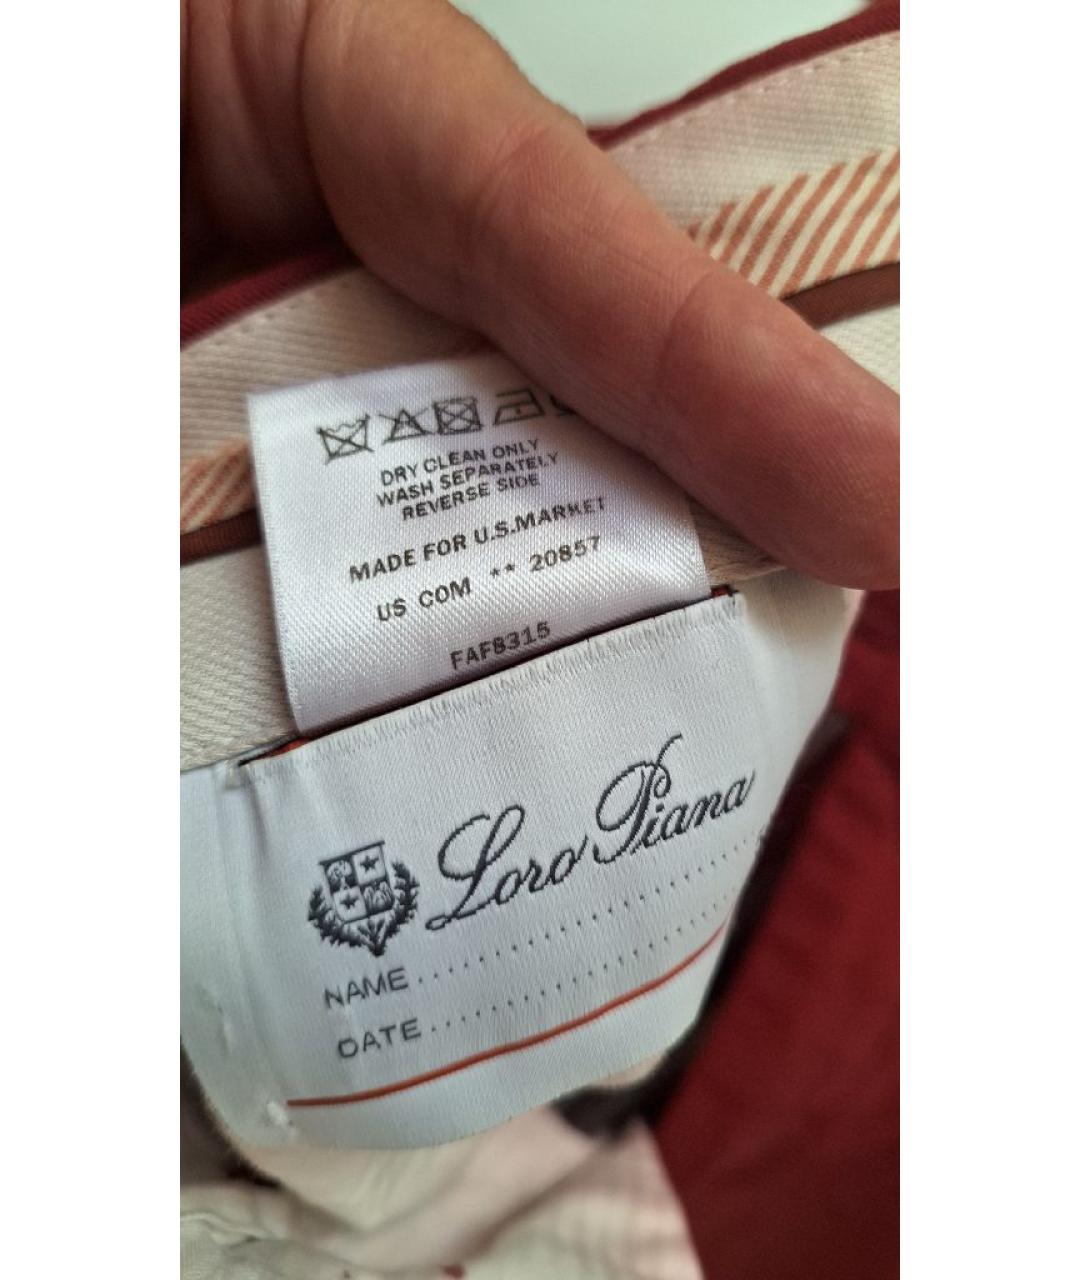 DRY CLEAN ONLY
WASH SEPARATELY
REVERSE SIDE
MADE FOR U.S.MARKET
US COM ** 20857
FAF8315
Loro Piana
NAME....................
DATE....................